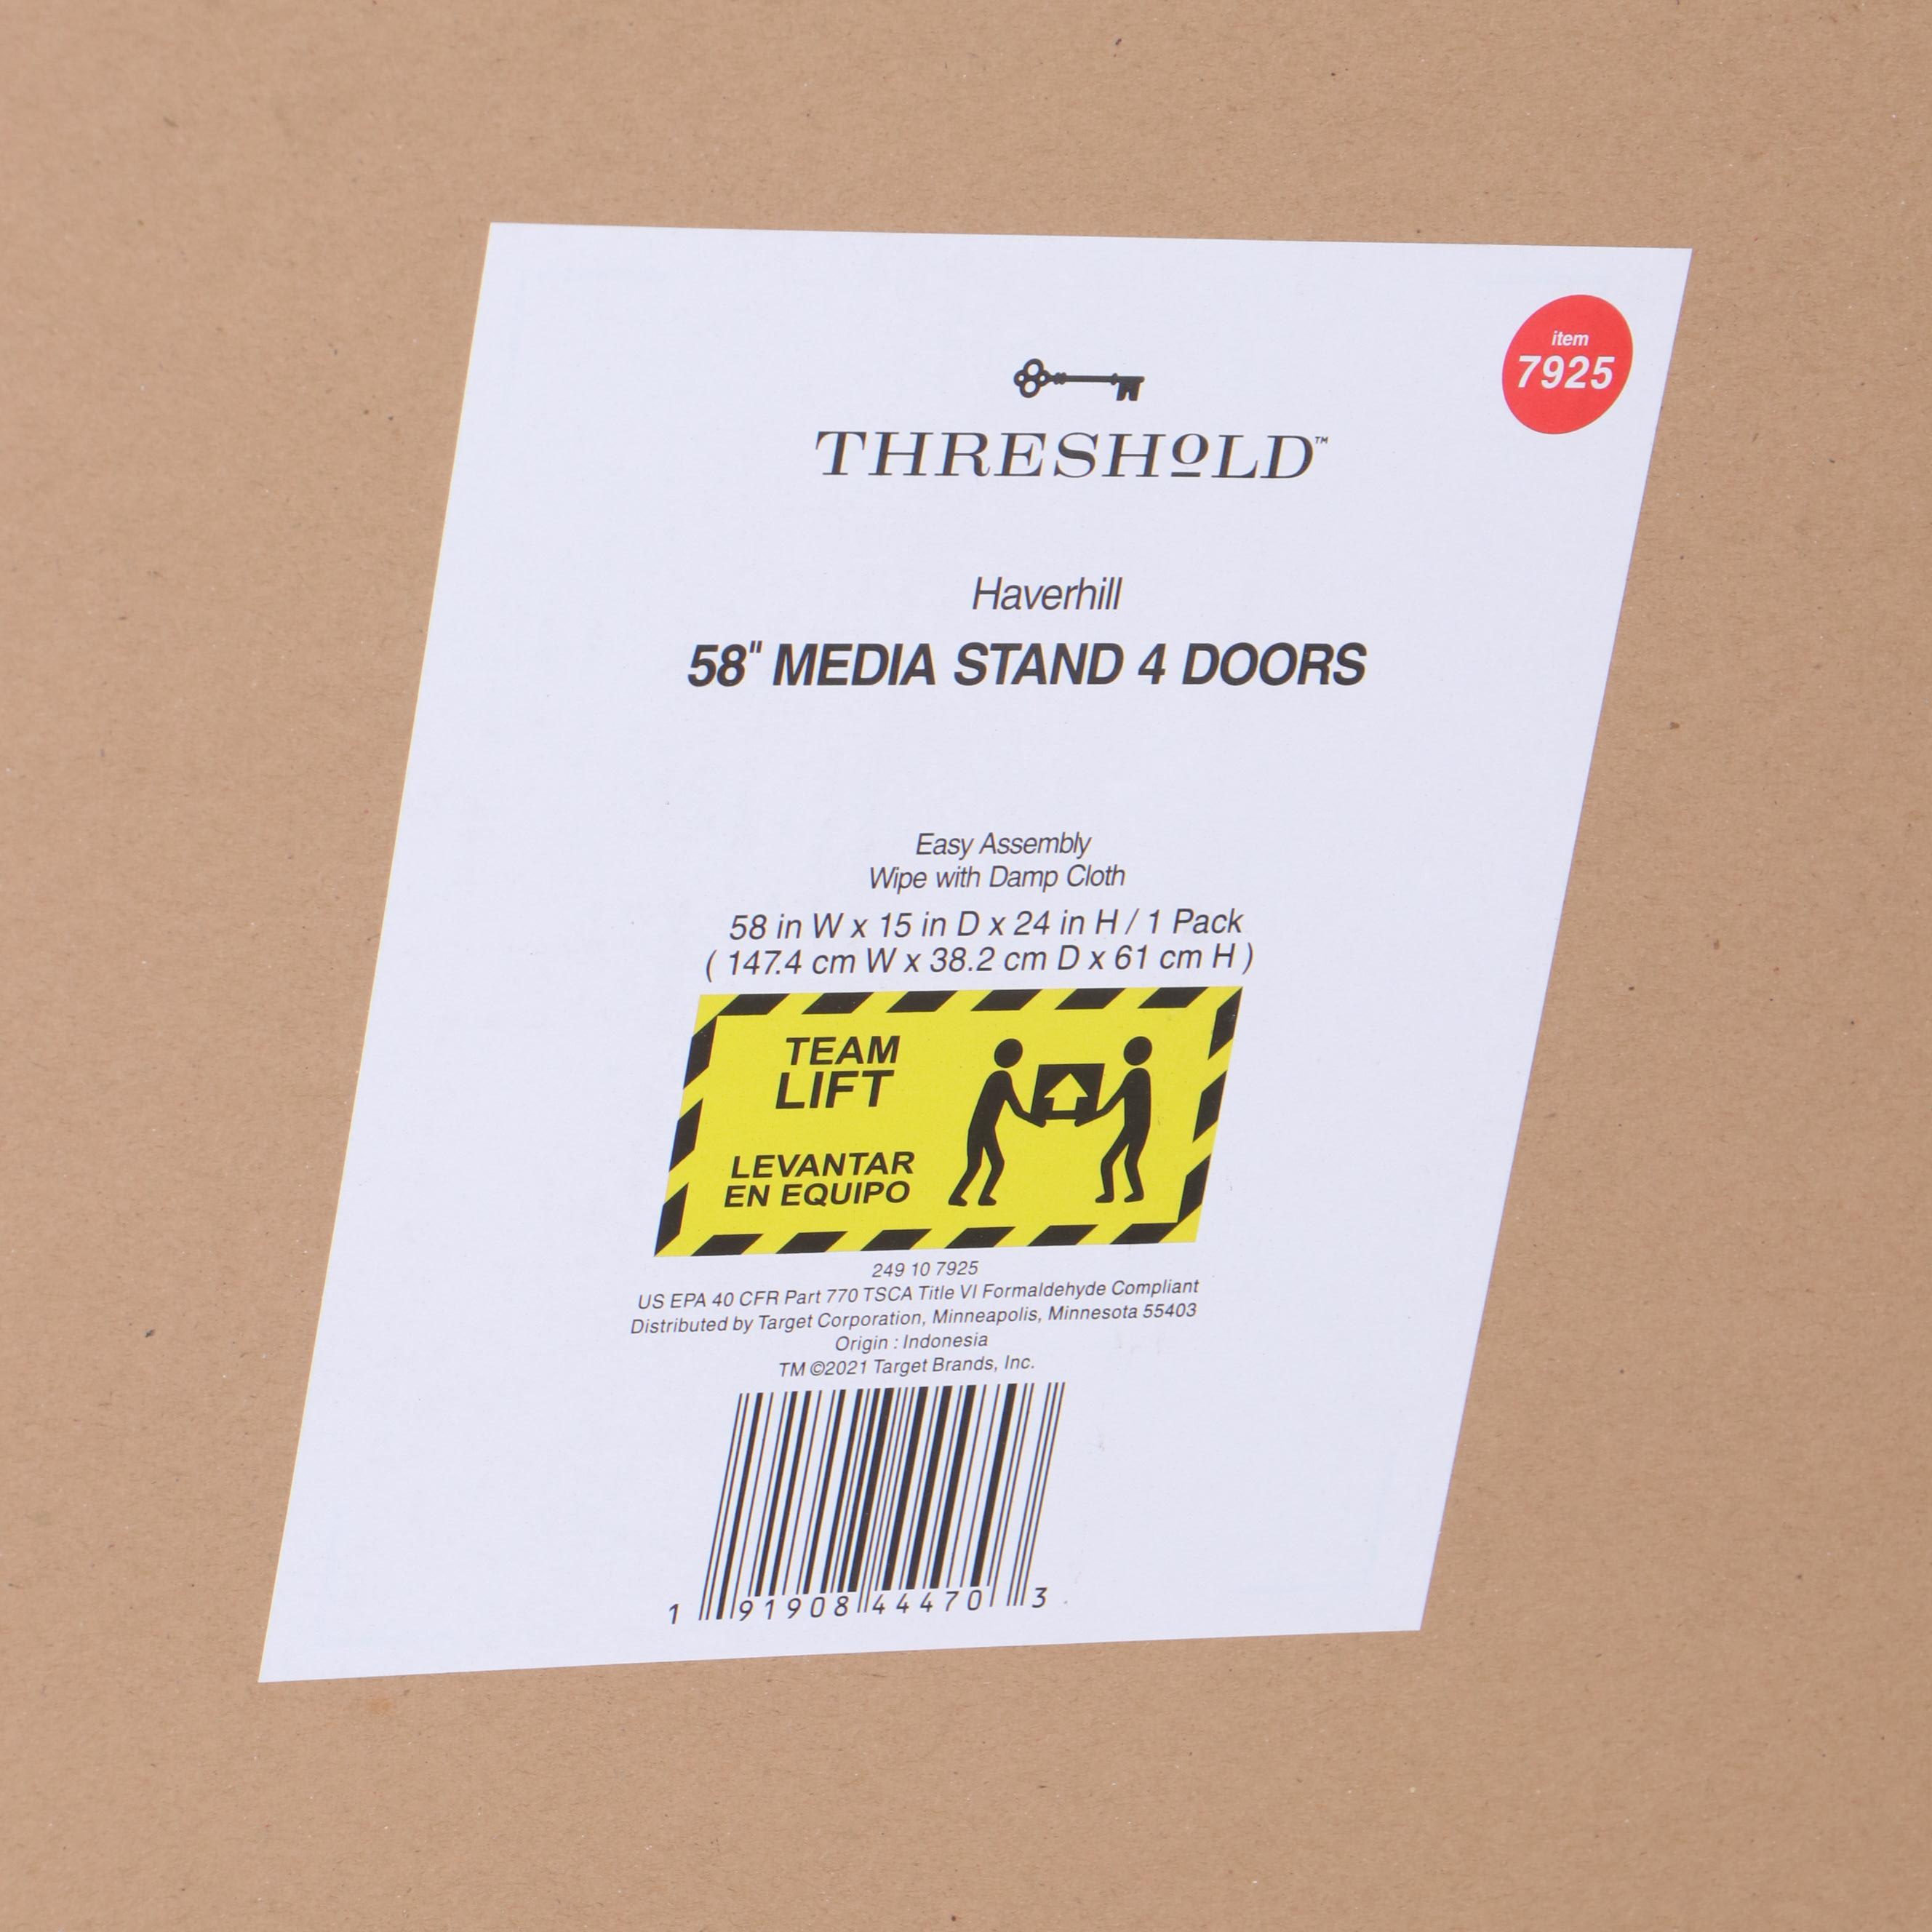 item
7925
THRESHOLD™
Haverhill
58" MEDIA STAND 4 DOORS
Easy Assembly
Wipe with Damp Cloth
58 in W x 15 in D x 24 in H / 1 Pack
( 147.4 cm W x 38.2 cm D x 61 cm H )
TEAM
LIFT
LEVANTAR
EN EQUIPO
249 10 7925
US EPA 40 CFR Part 770 TSCA Title VI Formaldehyde Compliant
Distributed by Target Corporation, Minneapolis, Minnesota 55403
Origin : Indonesia
TM ©2021 Target Brands, Inc.
1 91908 44470 3